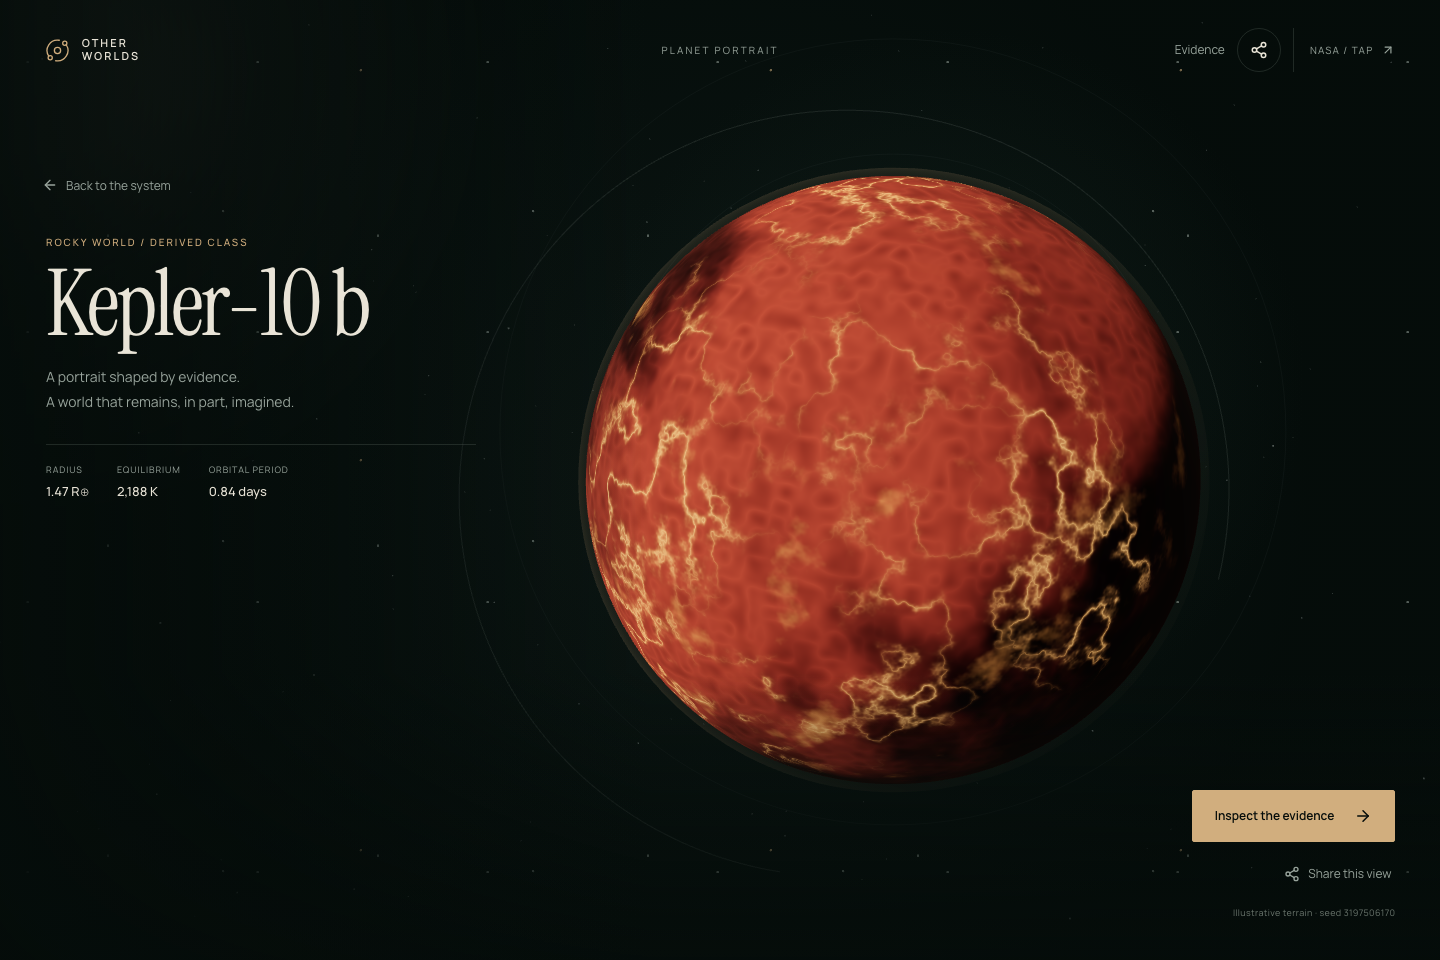 OTHER
WORLDS
PLANET PORTRAIT
Evidence
NASA / TAP
Back to the system
ROCKY WORLD / DERIVED CLASS
Kepler-10 b
A portrait shaped by evidence.
A world that remains, in part, imagined.
RADIUS
EQUILIBRIUM
ORBITAL PERIOD
1.47 R⊕
2,188 K
0.84 days
Inspect the evidence
Share this view
Illustrative terrain · seed 3197506170